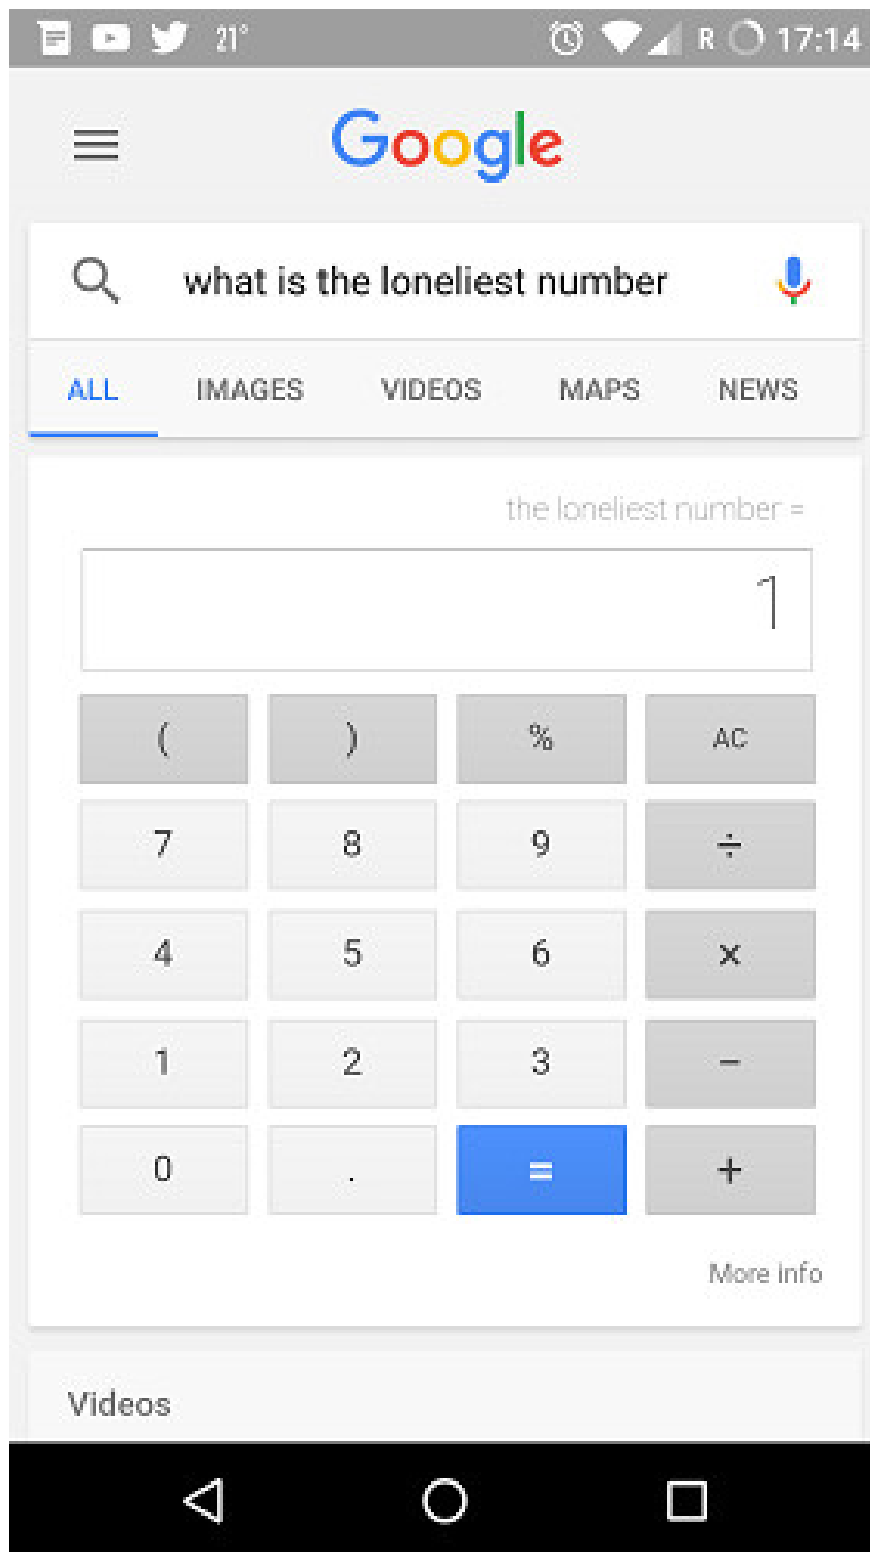 21° R 17:14
Google
what is the loneliest number
ALL IMAGES VIDEOS MAPS NEWS
the loneliest number =
1
( ) % AC
7 8 9 ÷
4 5 6 ×
1 2 3 −
0 . = +
More info
Videos